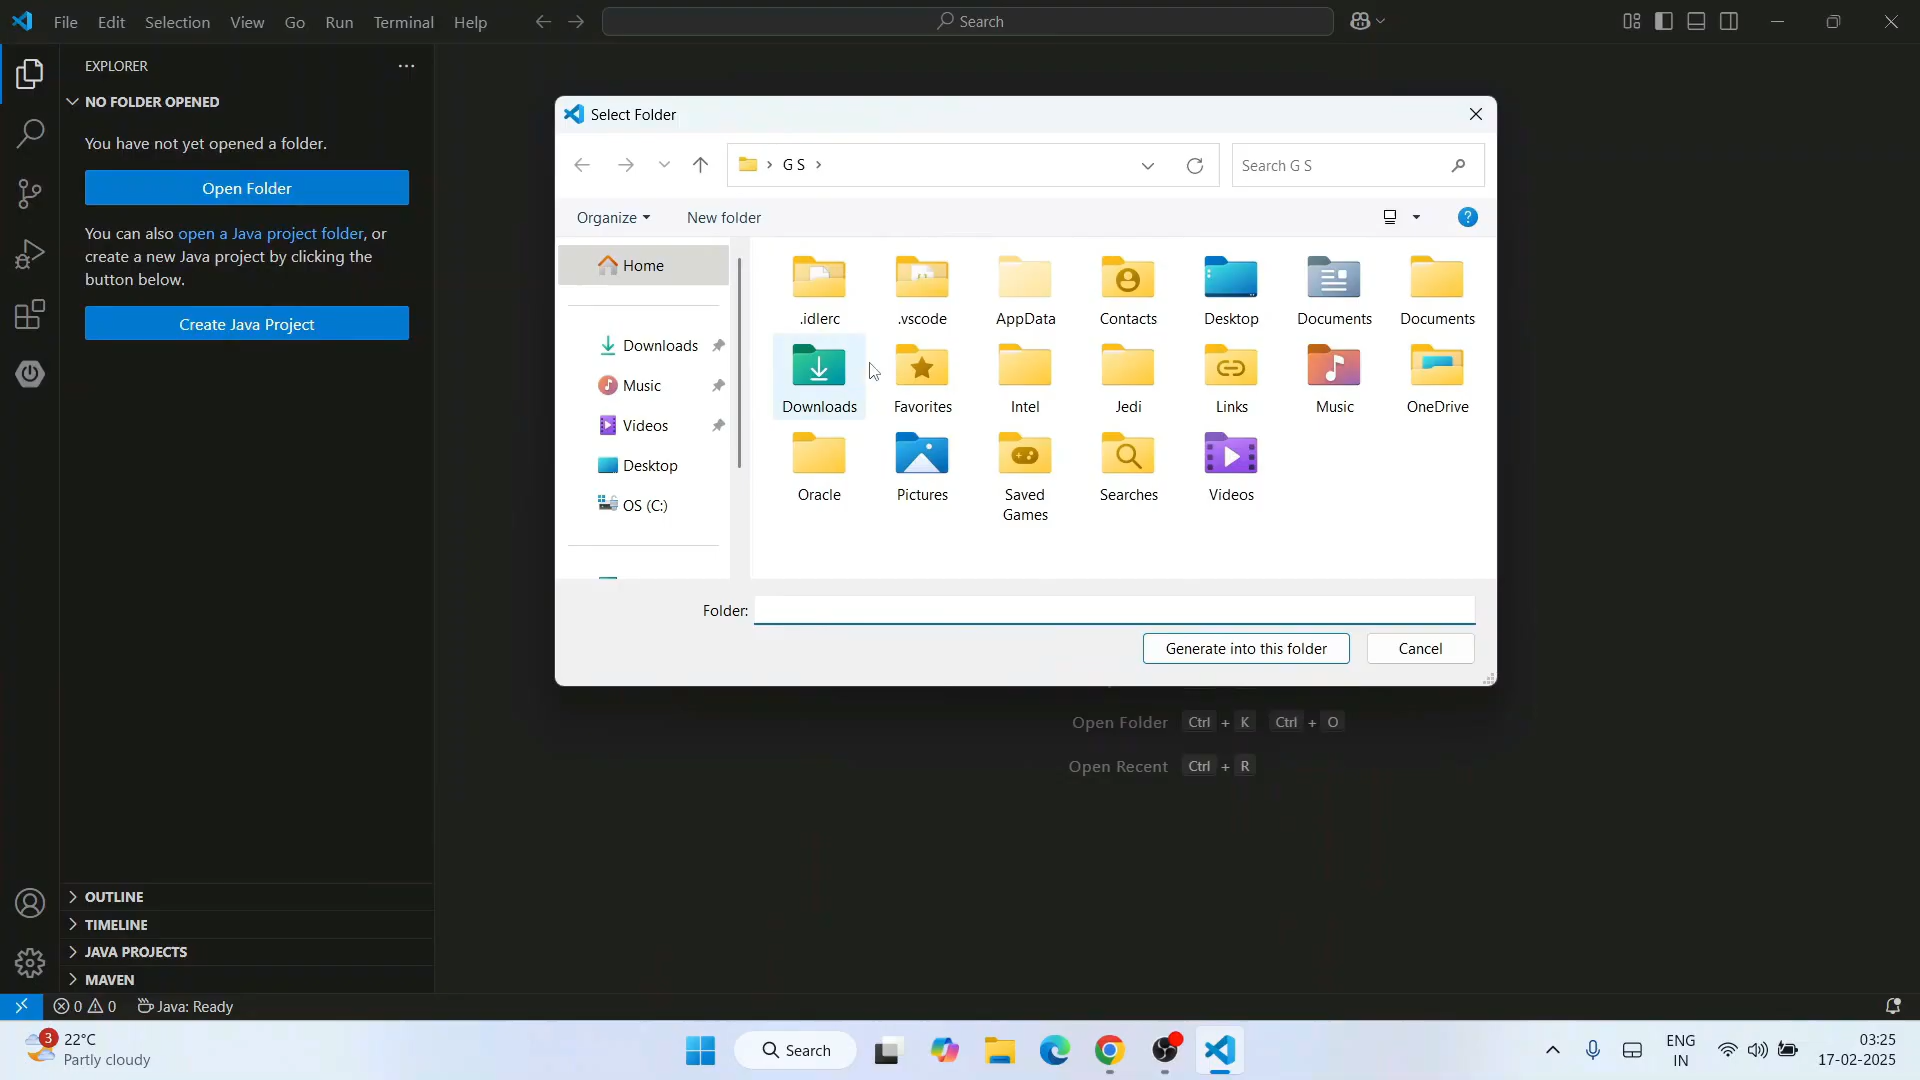 File Edit Selection View Go Run Terminal Help
Search
EXPLORER
NO FOLDER OPENED
You have not yet opened a folder.
Open Folder
You can also open a Java project folder, or
create a new Java project by clicking the
button below.
Create Java Project
OUTLINE
TIMELINE
JAVA PROJECTS
MAVEN
Select Folder
G S
Search G S
Organize
New folder
?
Home
Downloads
Music
Videos
Desktop
OS (C:)
.idlerc
.vscode
AppData
Contacts
Desktop
Documents
Documents
Downloads
Favorites
Intel
Jedi
Links
Music
OneDrive
Oracle
Pictures
Saved
Games
Searches
Videos
Folder:
Generate into this folder
Cancel
Open Folder Ctrl + K Ctrl + O
Open Recent Ctrl + R
0 0 Java: Ready
3
22°C
Partly cloudy
Search
ENG
IN
03:25
17-02-2025